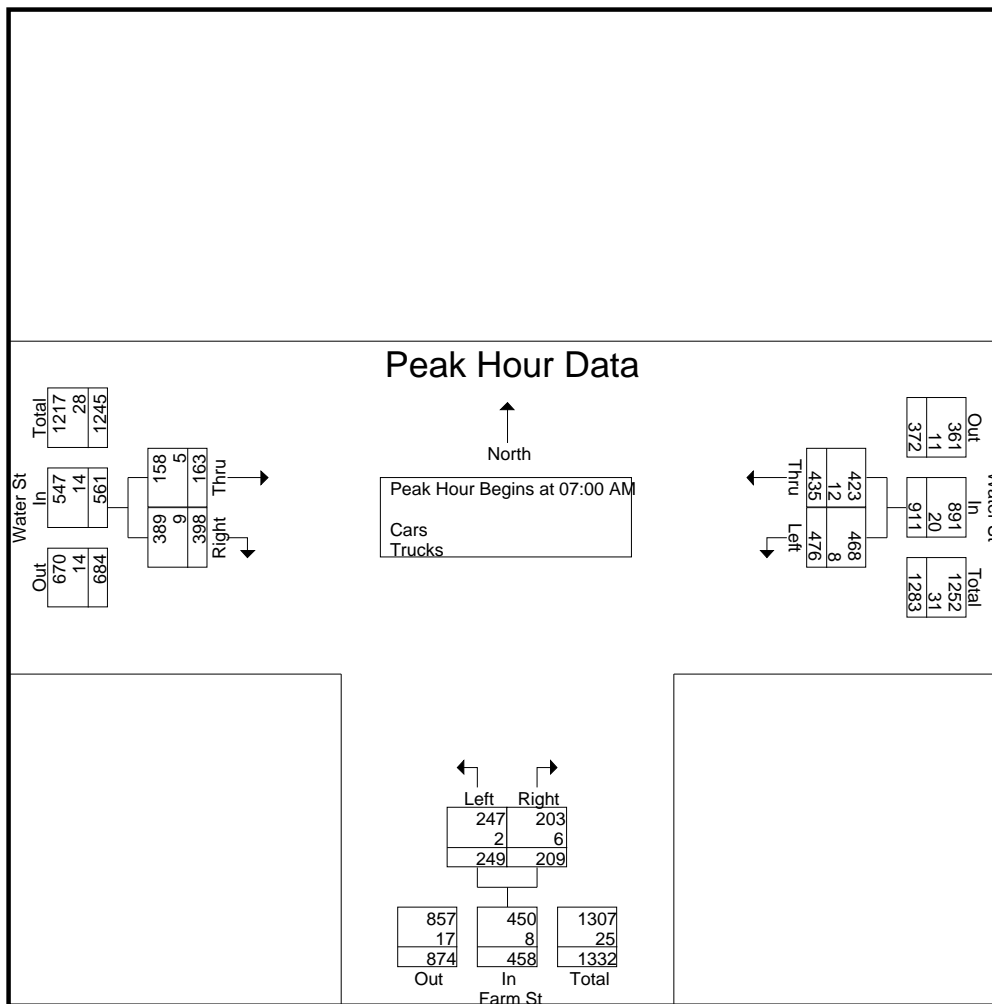 Peak Hour Data
North
Peak Hour Begins at 07:00 AM
Cars
Trucks
Water St
Total
1217
28
1245
In
547
14
561
Out
670
14
684
Thru
158
5
163
Right
389
9
398
Water St
Out
361
11
372
In
891
20
911
Total
1252
31
1283
Thru
423
12
435
Left
468
8
476
Left Right
247 203
2 6
249 209
857 450 1307
17 8 25
874 458 1332
Out In Total
Farm St